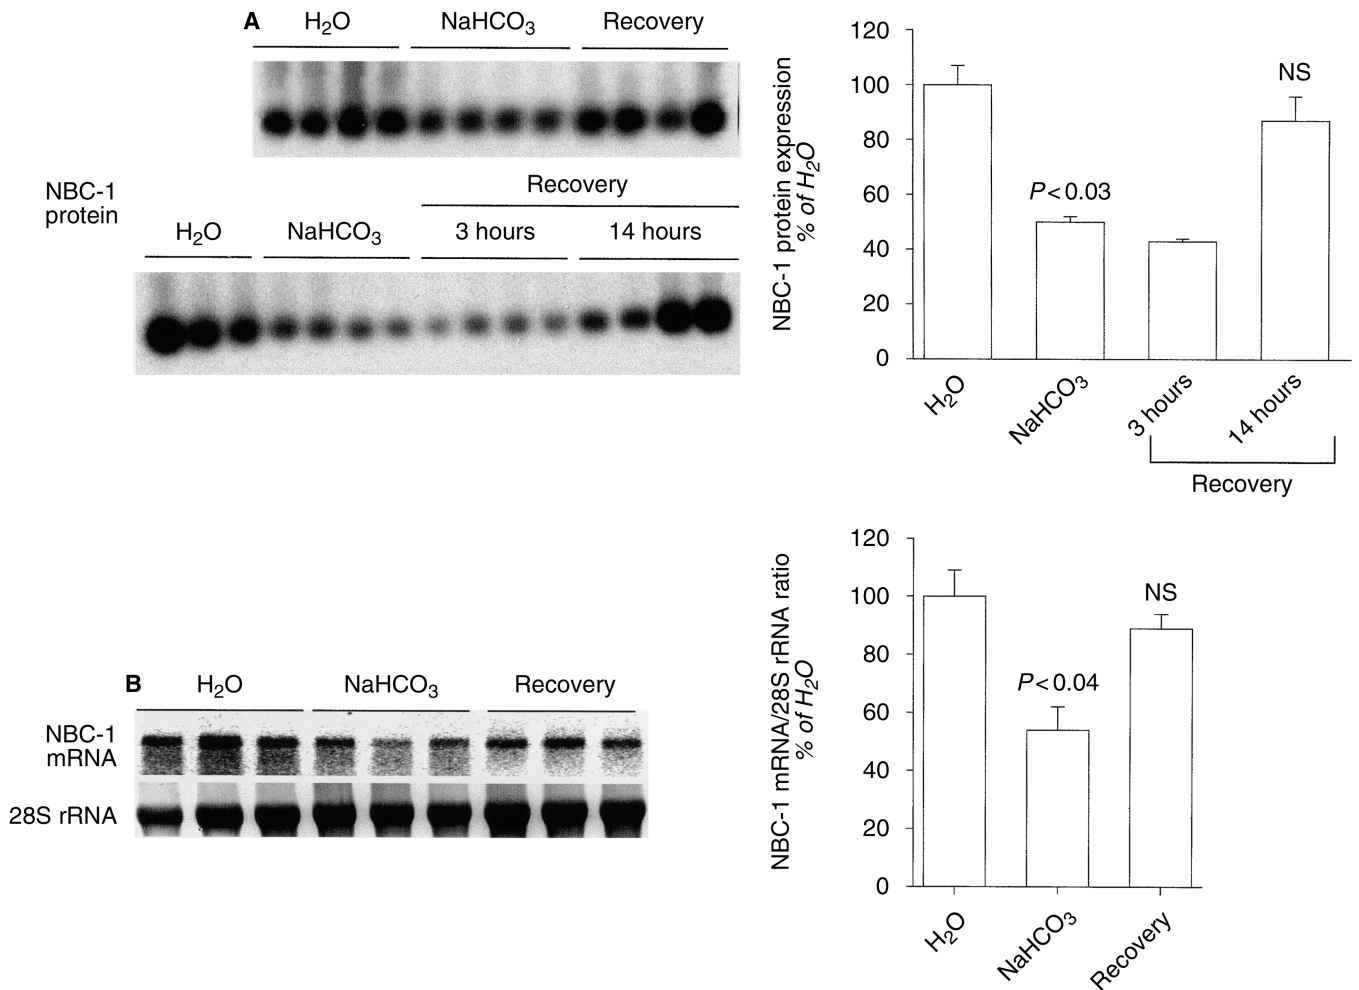 A H₂O NaHCO₃ Recovery
NBC-1
protein
Recovery
H₂O NaHCO₃ 3 hours 14 hours
NBC-1 protein expression
% of H₂O
120
100
80
60
40
20
0
P < 0.03
NS
H₂O
NaHCO₃
3 hours
14 hours
Recovery
B H₂O NaHCO₃ Recovery
NBC-1
mRNA
28S rRNA
NBC-1 mRNA/28S rRNA ratio
% of H₂O
120
100
80
60
40
20
0
P < 0.04
NS
H₂O
NaHCO₃
Recovery